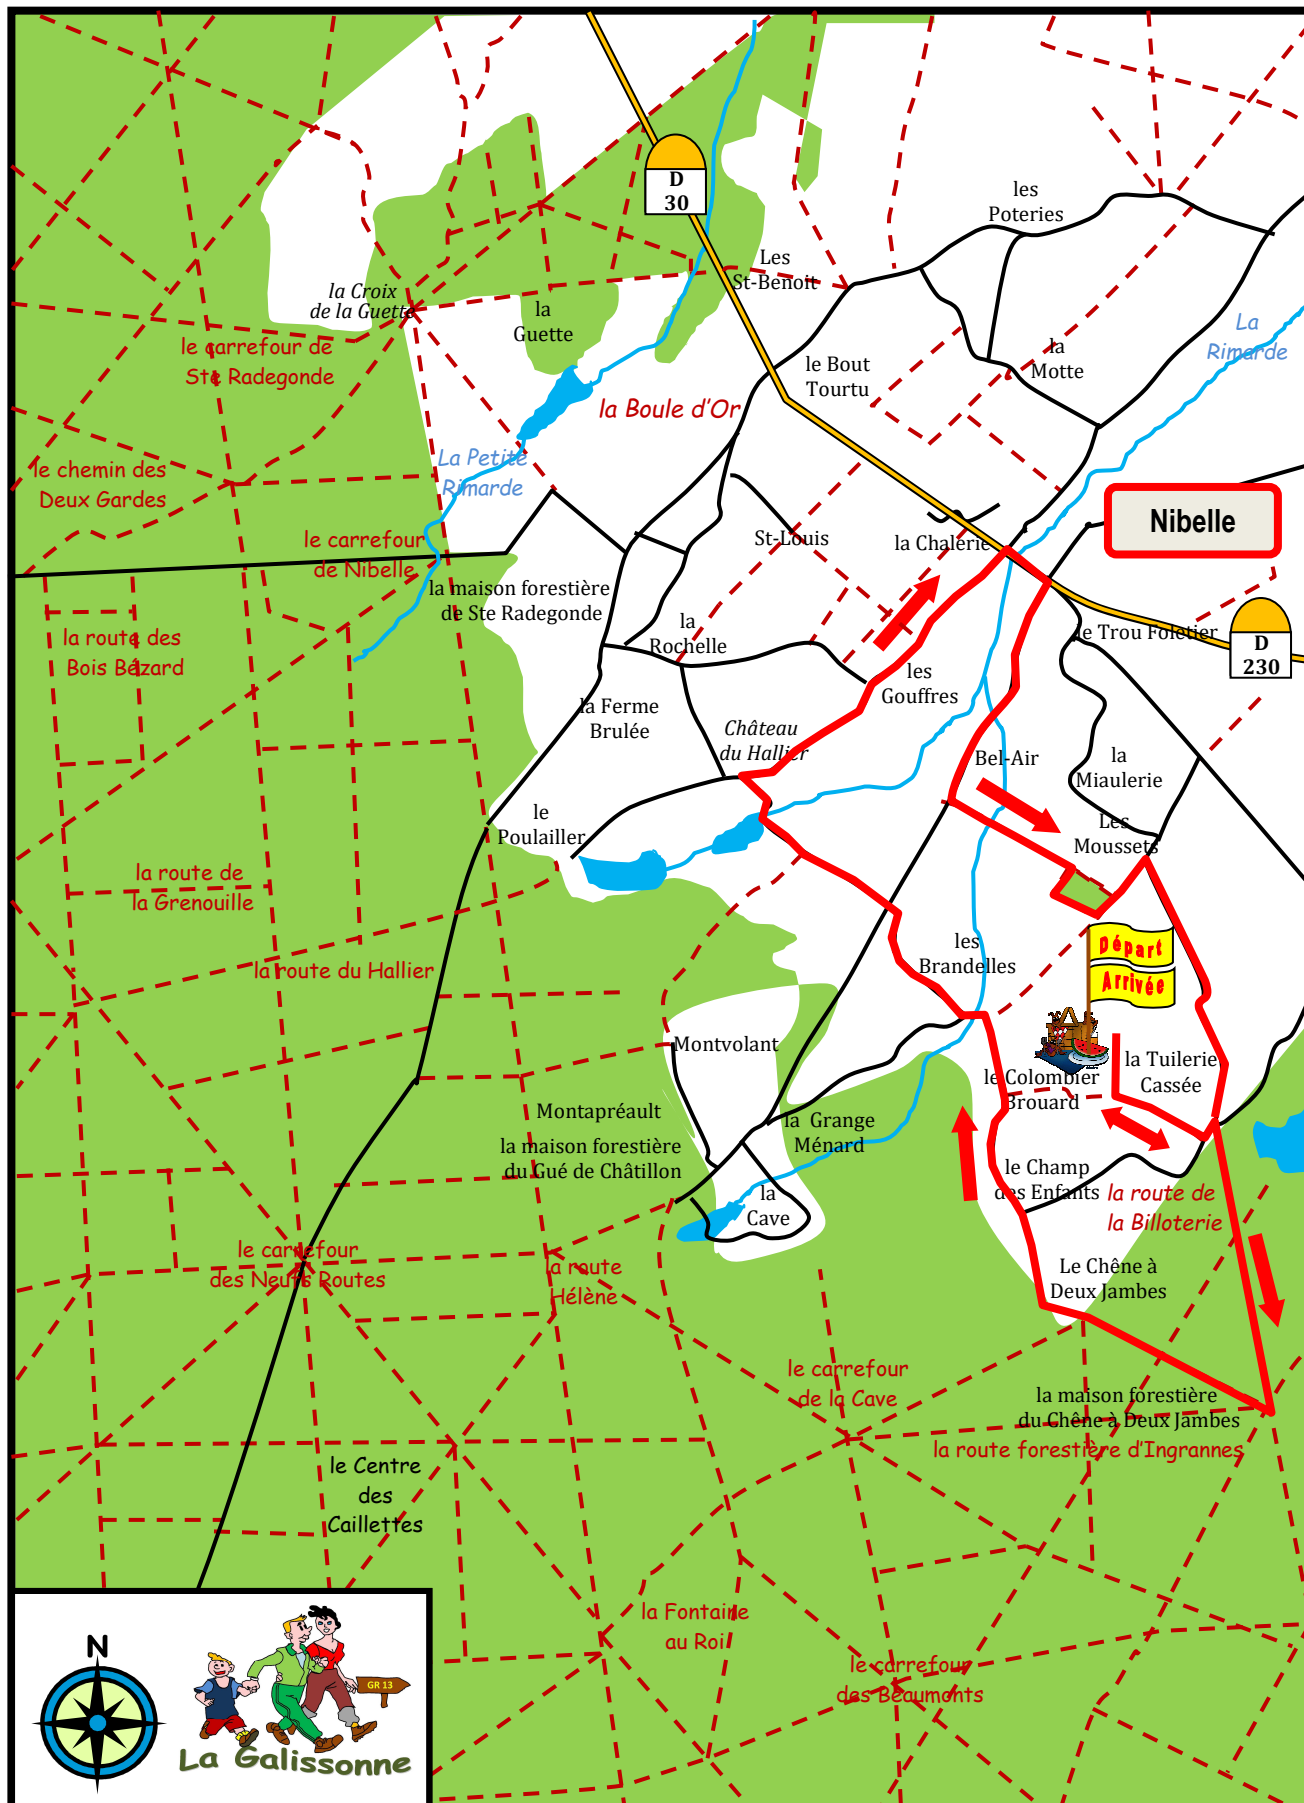 D
30
les
Poteries
Les
St-Benoit
la Croix
de la Guette
la
Guette
La
Rimarde
le carrefour de
Ste Radegonde
le Bout
Tourtu
la
Motte
la Boule d'Or
le chemin des
Deux Gardes
La Petite
Rimarde
Nibelle
le carrefour
de Nibelle
St-Louis
la Chalerie
la maison forestière
de Ste Radegonde
la route des
Bois Bézard
la
Rochelle
le Trou Foletier
D
230
la Ferme
Brulée
les
Gouffres
Château
du Hallier
Bel-Air
la
Miaulerie
le
Poulailler
Les
Moussets
la route de
la Grenouille
la route du Hallier
les
Brandelles
Départ
Arrivée
Montvolant
la Tuilerie
Cassée
le Colombier
Brouard
Montapréault
la Grange
Ménard
la maison forestière
du Gué de Châtillon
la
Cave
le Champ
des Enfants
la route de
la Billoterie
le carrefour
des Neufs Routes
la route
Hélène
Le Chêne à
Deux Jambes
le carrefour
de la Cave
la maison forestière
du Chêne à Deux Jambes
la route forestière d'Ingrannes
le Centre
des
Caillettes
la Fontaine
au Roi
le carrefour
des Beaumonts
N
GR 13
La Galissonne